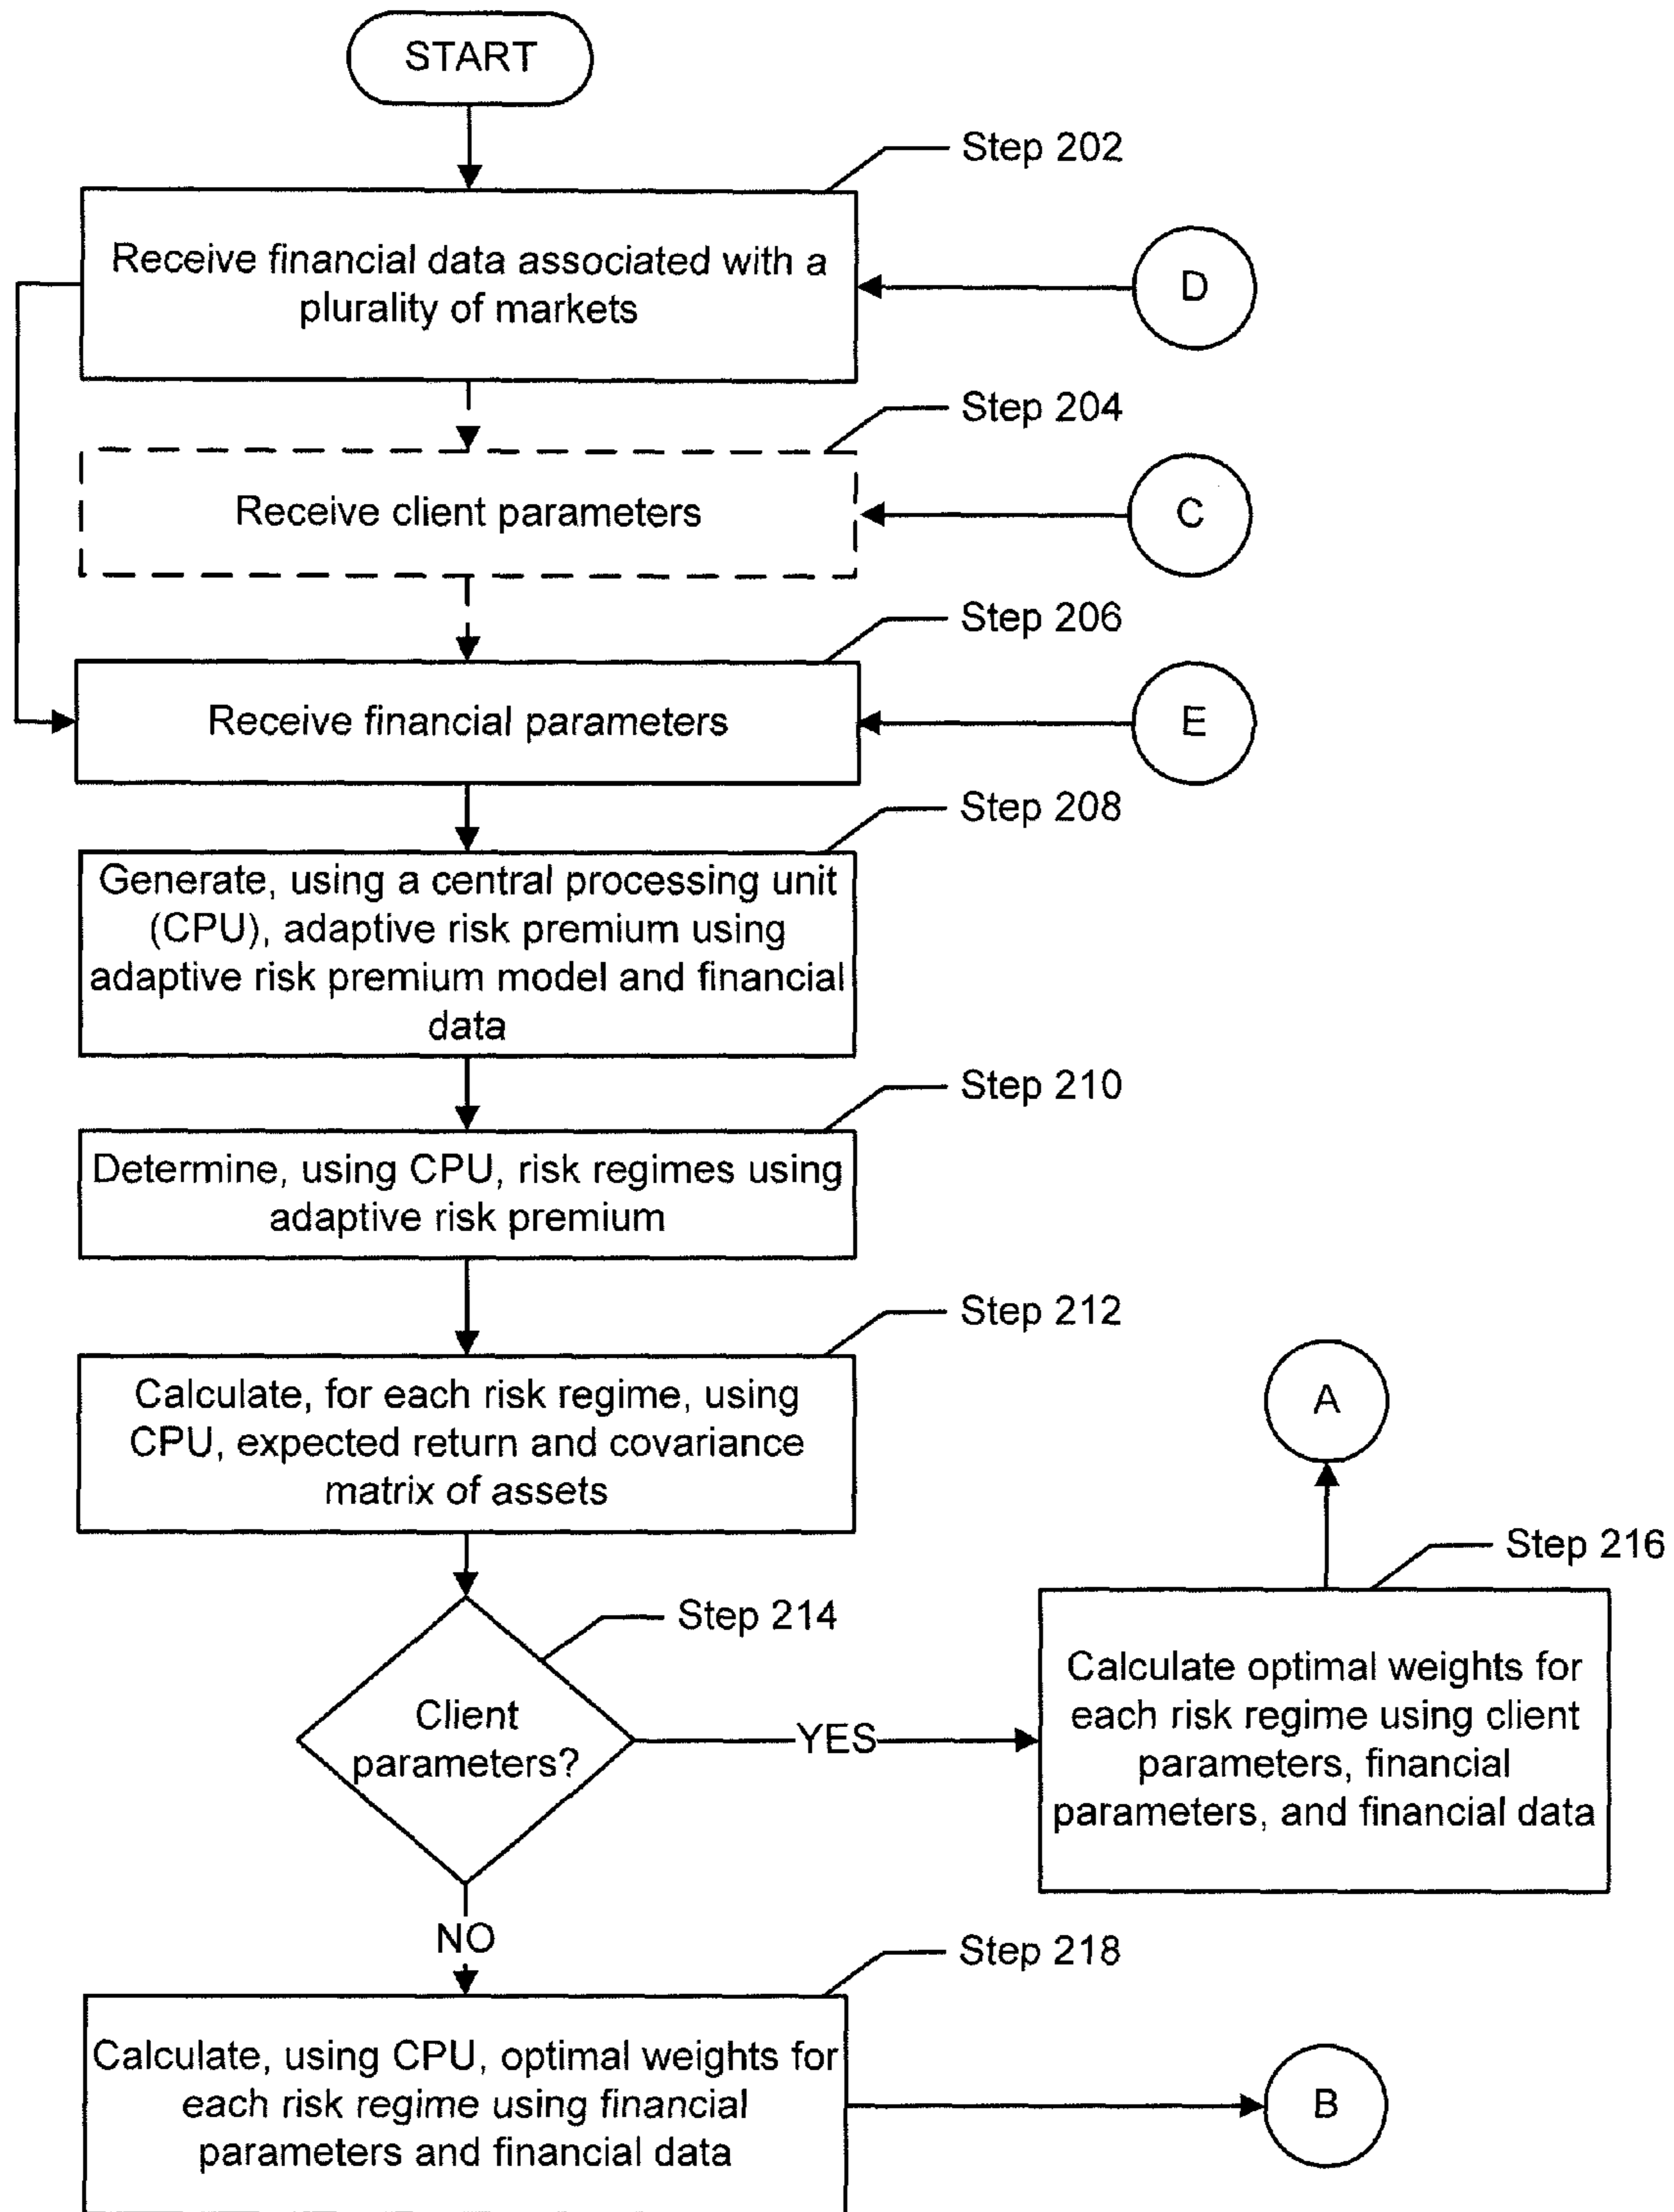 START
Step 202
Receive financial data associated with a
plurality of markets
D
Step 204
Receive client parameters
C
Step 206
Receive financial parameters
E
Step 208
Generate, using a central processing unit
(CPU), adaptive risk premium using
adaptive risk premium model and financial
data
Step 210
Determine, using CPU, risk regimes using
adaptive risk premium
Step 212
Calculate, for each risk regime, using
CPU, expected return and covariance
matrix of assets
A
Step 214
Client
parameters?
YES
Step 216
Calculate optimal weights for
each risk regime using client
parameters, financial
parameters, and financial data
NO
Step 218
Calculate, using CPU, optimal weights for
each risk regime using financial
parameters and financial data
B